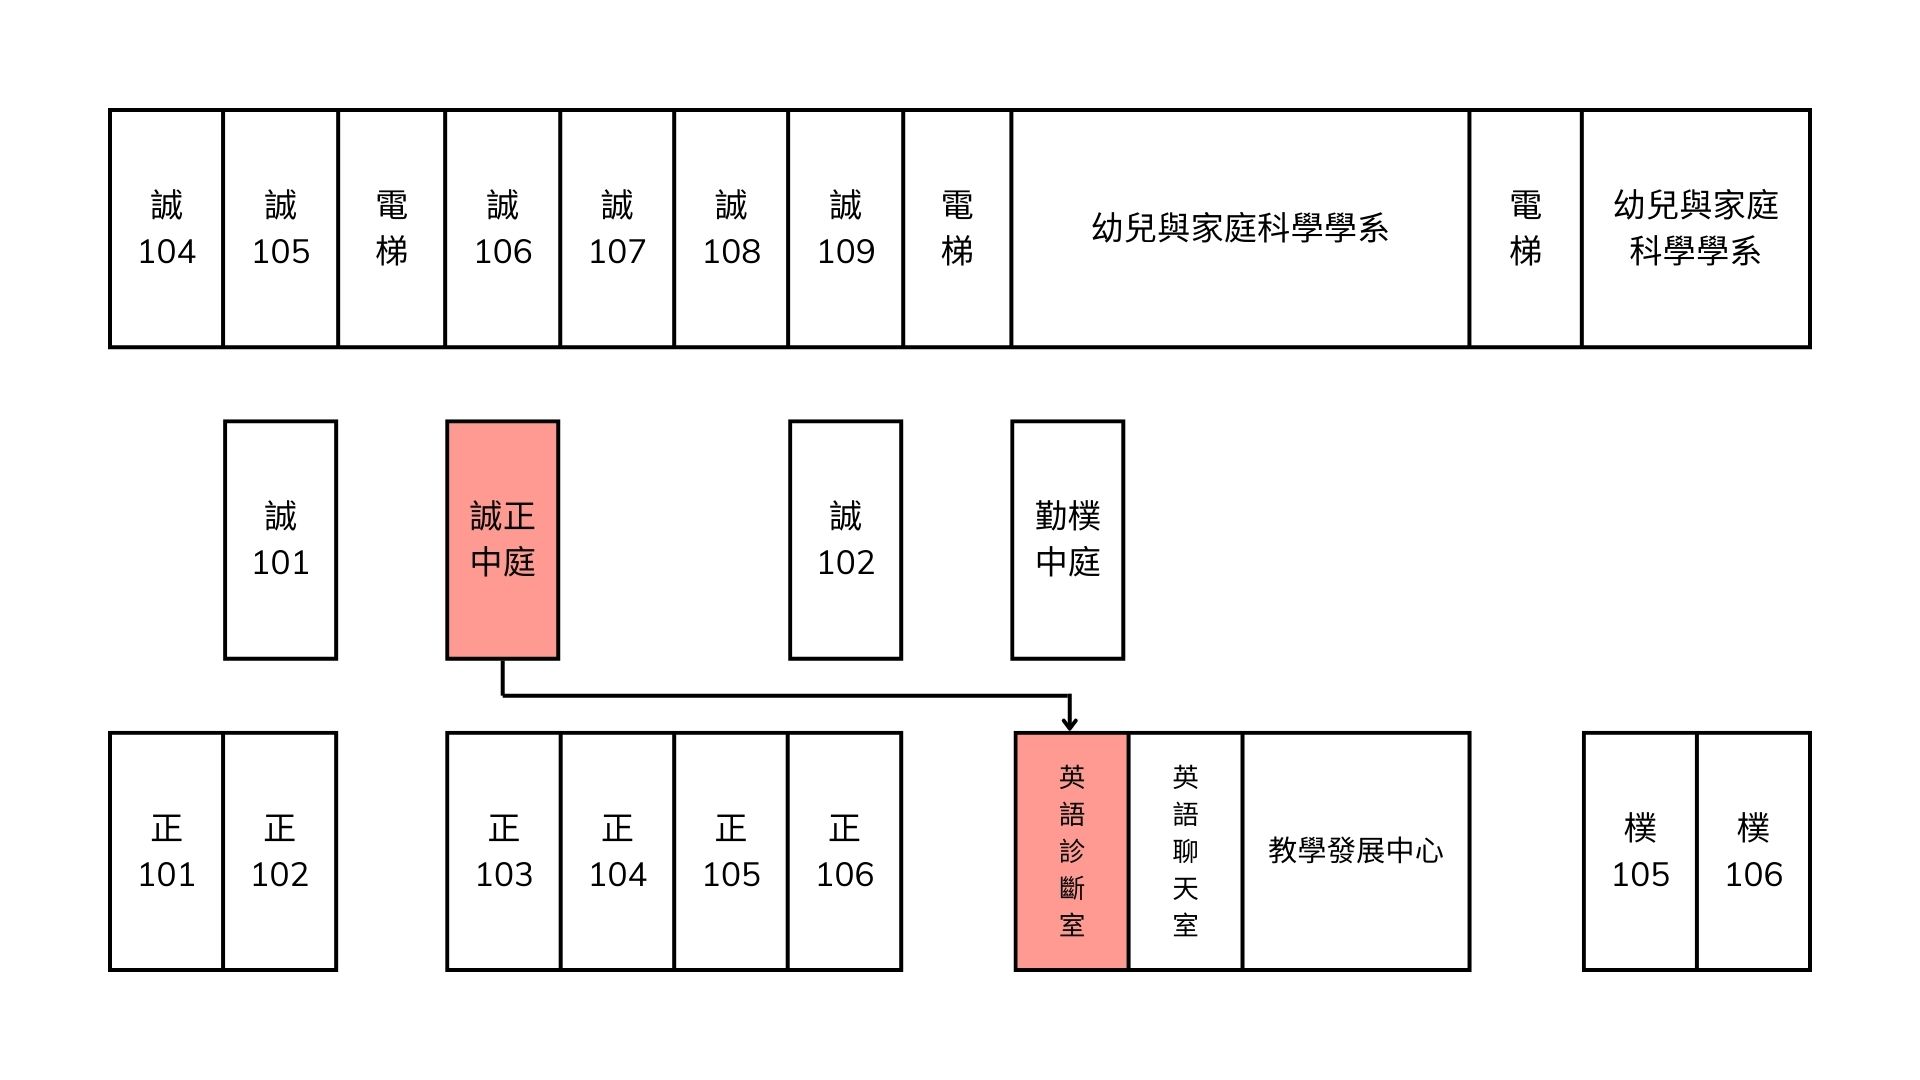 誠
104
誠
105
電
梯
誠
106
誠
107
誠
108
誠
109
電
梯
幼兒與家庭科學學系
電
梯
幼兒與家庭
科學學系
誠
101
誠正
中庭
誠
102
勤樸
中庭
正
101
正
102
正
103
正
104
正
105
正
106
英
語
診
斷
室
英
語
聊
天
室
教學發展中心
樸
105
樸
106